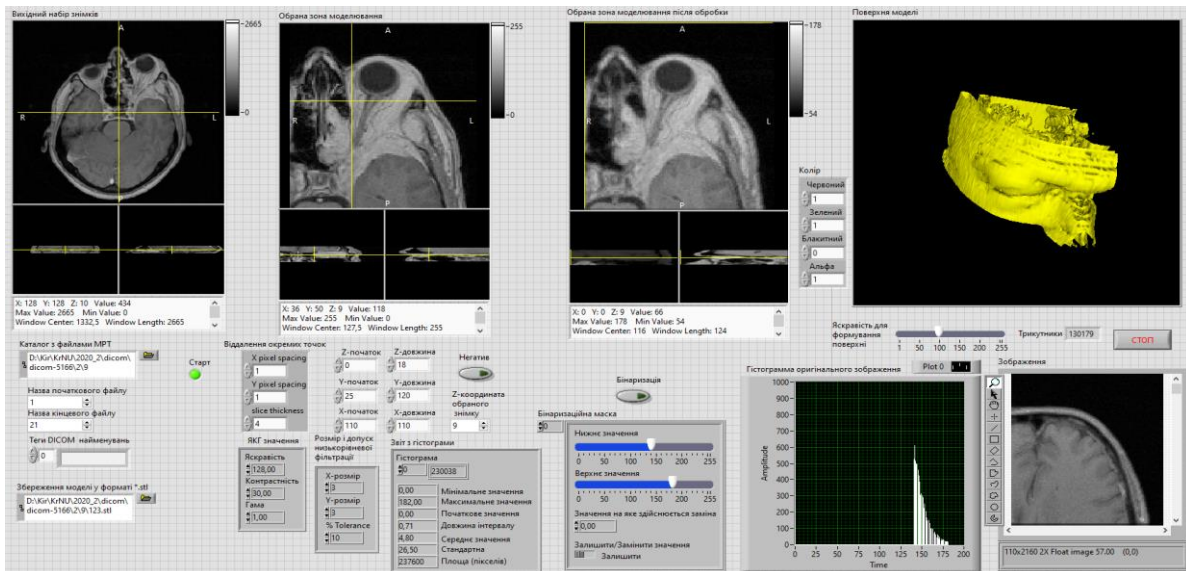 Вихідний набір знімків
2665
0
A
R
L
P
X: 128 Y: 128 Z: 10 Value: 434
Max Value: 2665 Min Value: 0
Window Center: 1332,5 Window Length: 2665
Обрана зона моделювання
255
0
A
R
L
P
X: 36 Y: 50 Z: 9 Value: 118
Max Value: 255 Min Value: 0
Window Center: 127,5 Window Length: 255
Обрана зона моделювання після обробки
178
54
A
R
L
P
X: 0 Y: 0 Z: 9 Value: 66
Max Value: 178 Min Value: 54
Window Center: 116 Window Length: 124
Поверхня моделі
Колір
Червоний
1
Зелений
1
Блакитний
0
Альфа
1
Яскравість для формування поверхні
1 50 100 150 200 255
Трикутники 130179
СТОП
Каталог з файлами МРТ
D:\Kir\KrNU\2020_2\dicom\
dicom-5166\2\9
Старт
Назва початкового файлу
1
Назва кінцевого файлу
21
Теги DICOM найменувань
0
Збереження моделі у форматі *.stl
D:\Kir\KrNU\2020_2\dicom\
dicom-5166\2\9\123.stl
Віддалення окремих точок
X pixel spacing
1
Y pixel spacing
1
slice thickness
4
Z-початок
0
Y-початок
25
X-початок
110
Z-довжина
18
Y-довжина
120
X-довжина
110
Негатив
Z-координата
обраного
знімку
9
ЯКГ значення
Яскравість
128,00
Контрастність
30,00
Гама
1,00
Розмір і допуск
низькорівневої
фільтрації
X-розмір
3
Y-розмір
3
% Tolerance
10
Звіт з гістограми
Гістограма
0 230038
0,00 Мінімальне значення
182,00 Максимальне значення
0,00 Початкове значення
0,71 Довжина інтервалу
4,80 Середнє значення
26,50 Стандартна
237600 Площа (пікселів)
Бінаризація
Бінаризаційна маска
0
Нижнє значення
0 50 100 150 200 255
Верхнє значення
0 50 100 150 200 255
Значення на яке здійснюється заміна
0,00
Залишити/Замінити значення
Залишити
Гістограмма оригінального зображення
Plot 0
Amplitude
1000
900
800
700
600
500
400
300
200
100
0
0 25 50 75 100 125 150 175 200
Time
Зображення
110x2160 2X Float image 57.00 (0,0)